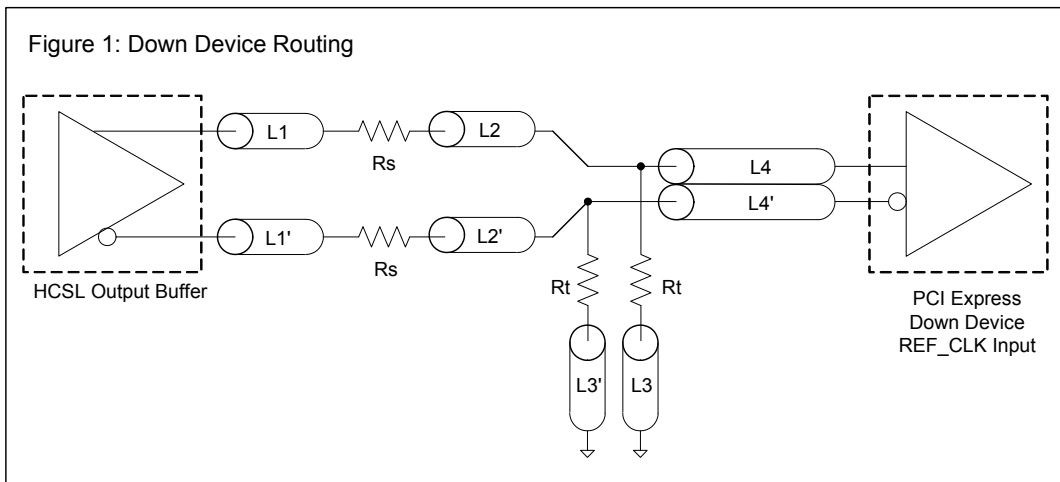 Figure 1: Down Device Routing
L1
Rs
L2
L4
L4'
L1'
Rs
L2'
HCSL Output Buffer
Rt
Rt
L3'
L3
PCI Express
Down Device
REF_CLK Input